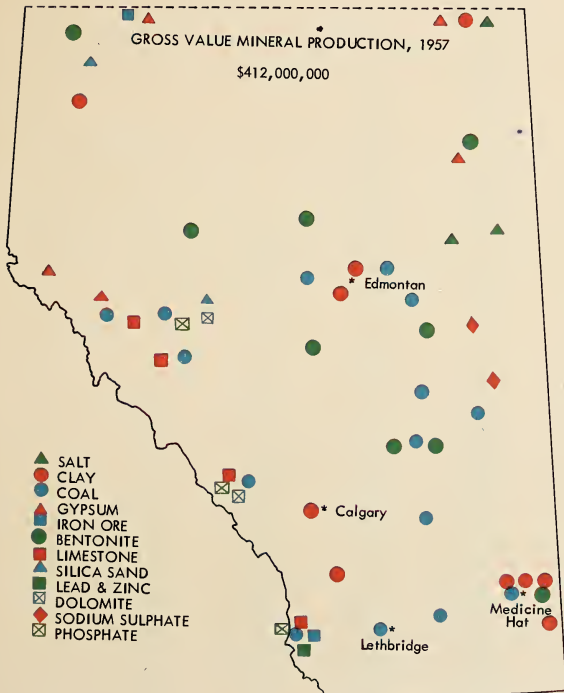 GROSS VALUE MINERAL PRODUCTION, 1957
$412,000,000
* Edmontan
SALT
CLAY
COAL
GYPSUM
IRON ORE
BENTONITE
LIMESTONE
SILICA SAND
LEAD & ZINC
DOLOMITE
SODIUM SULPHATE
PHOSPHATE
* Calgary
* Medicine
Hat
* Lethbridge